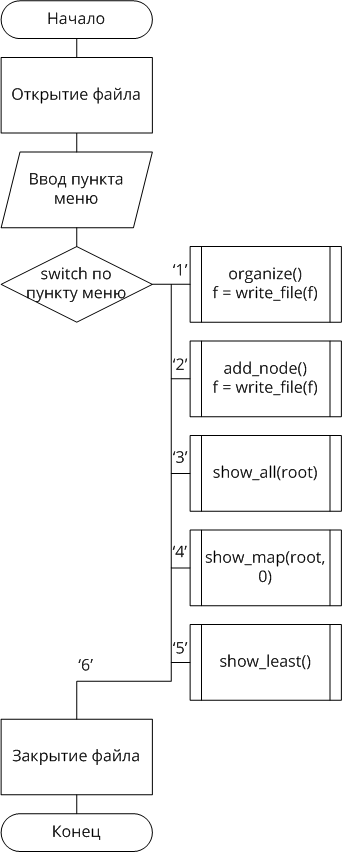 Начало
Открытие файла
Ввод пункта
меню
switch по
пункту меню
‘1’
organize()
f = write_file(f)
‘2’
add_node()
f = write_file(f)
‘3’
show_all(root)
‘4’
show_map(root,
0)
‘5’
show_least()
‘6’
Закрытие файла
Конец